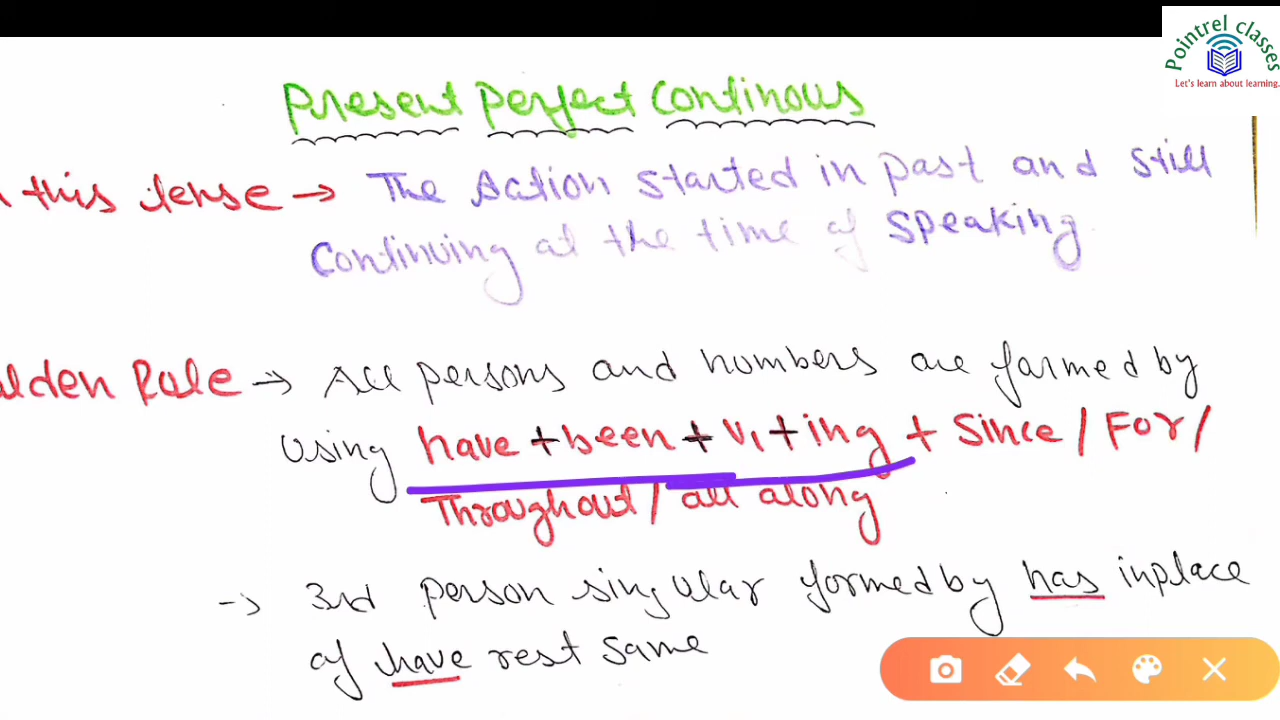 Pointrel classes
Let's learn about learning.
Present Perfect Continous
this tense → The Action started in past and still
Continuing at the time of speaking
Rule → All persons and numbers are formed by
using have + been + V1 + ing + Since / For /
Throughout / all along
→ 3rd person singular formed by has inplace
of have rest same